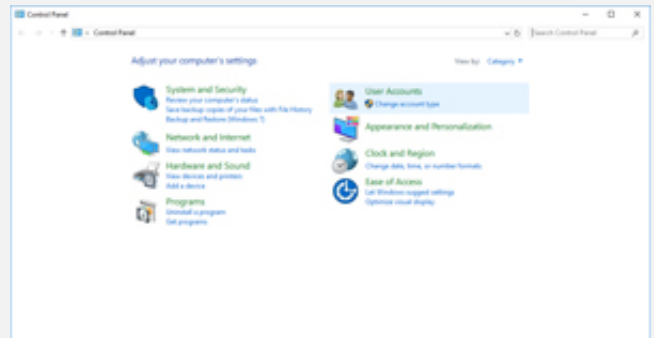 Control Panel
Control Panel
Search Control Panel
Adjust your computer's settings
View by: Category
System and Security
Review your computer's status
Save backup copies of your files with File History
Backup and Restore (Windows 7)
Network and Internet
View network status and tasks
Hardware and Sound
View devices and printers
Add a device
Programs
Uninstall a program
Get programs
User Accounts
Change account type
Appearance and Personalization
Clock and Region
Change date, time, or number formats
Ease of Access
Let Windows suggest settings
Optimize visual display